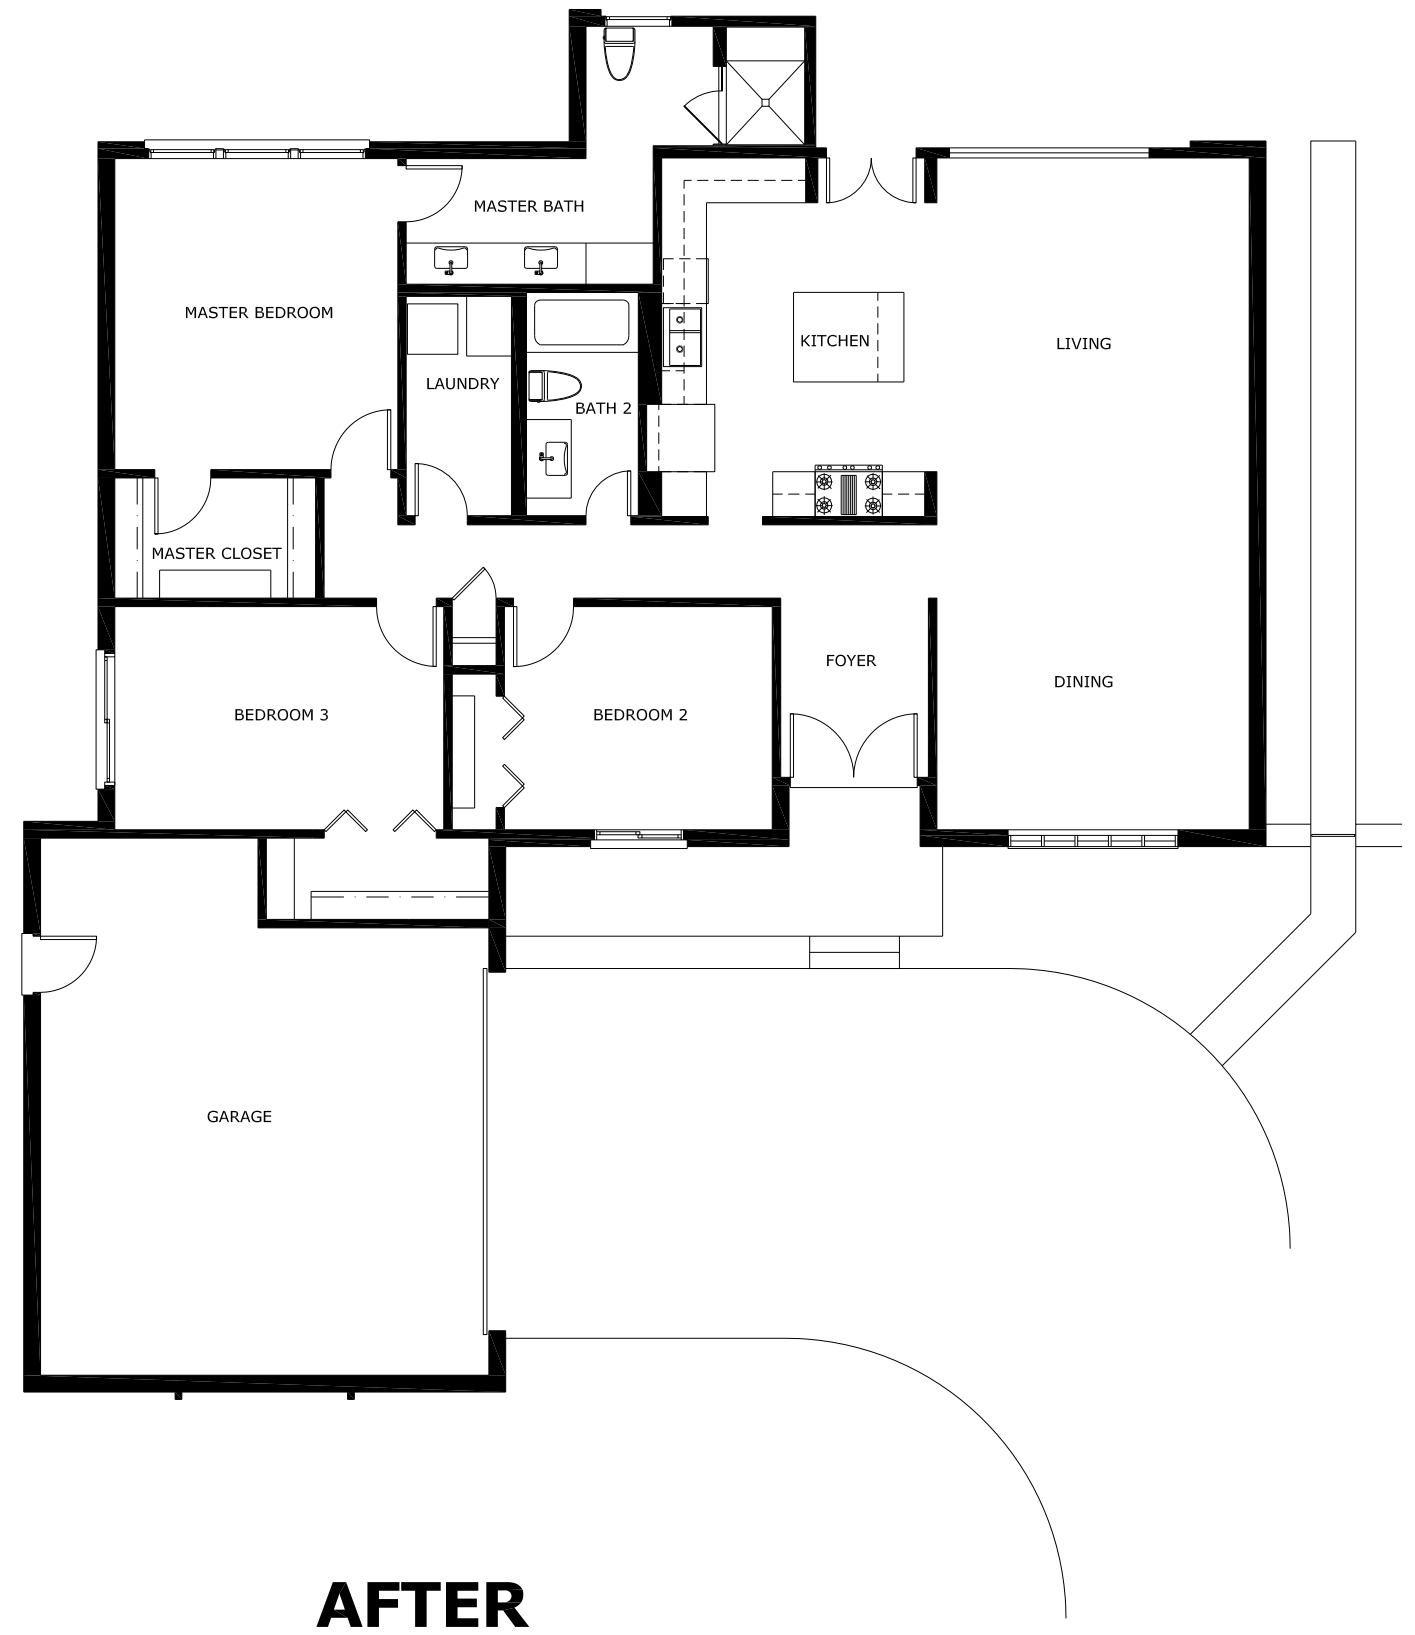 MASTER BATH
MASTER BEDROOM
KITCHEN
LIVING
LAUNDRY
BATH 2
MASTER CLOSET
FOYER
DINING
BEDROOM 3
BEDROOM 2
GARAGE
AFTER